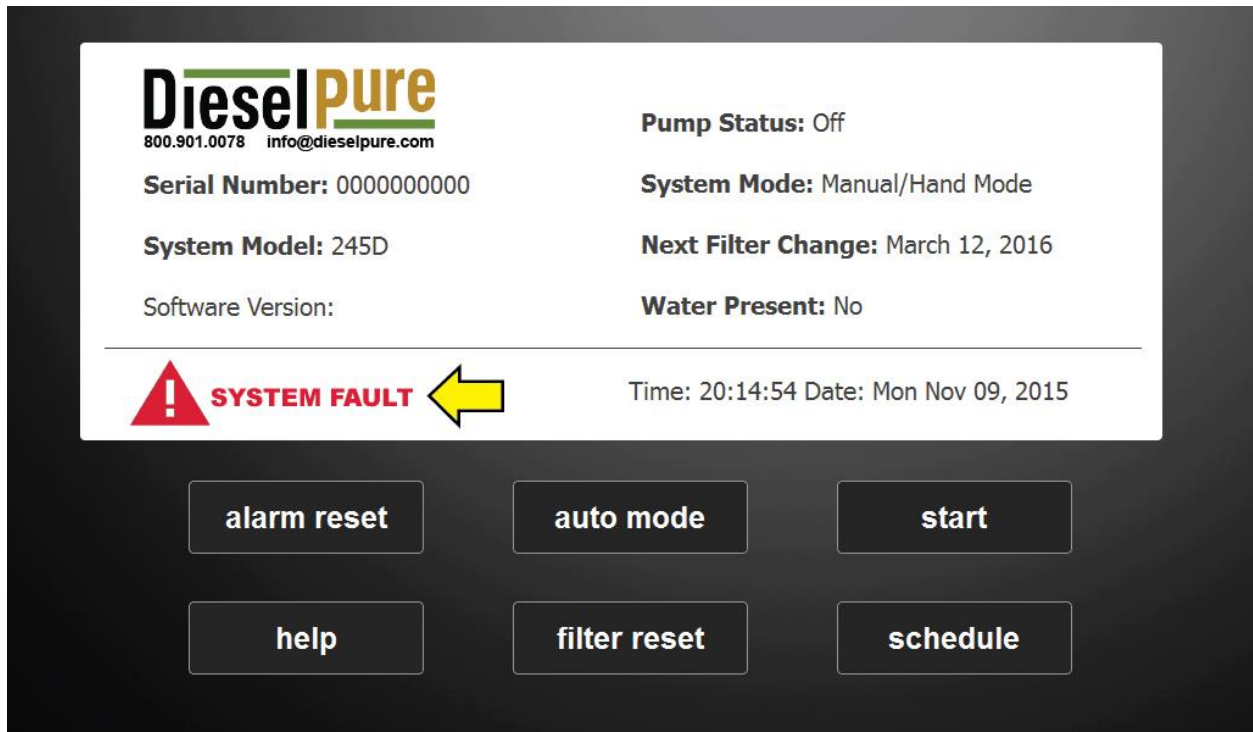 DieselPure
800.901.0078 info@dieselpure.com
Serial Number: 0000000000
System Model: 245D
Software Version:
Pump Status: Off
System Mode: Manual/Hand Mode
Next Filter Change: March 12, 2016
Water Present: No
SYSTEM FAULT
Time: 20:14:54 Date: Mon Nov 09, 2015
alarm reset
auto mode
start
help
filter reset
schedule